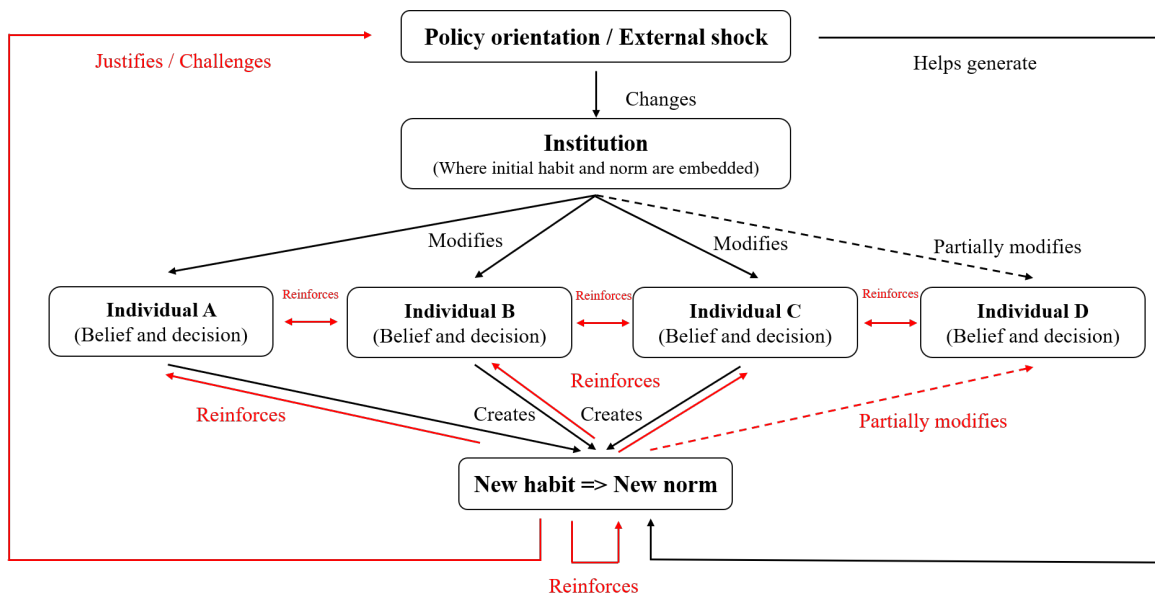 Policy orientation / External shock
Justifies / Challenges
Helps generate
Changes
Institution
(Where initial habit and norm are embedded)
Modifies
Modifies
Partially modifies
Individual A
(Belief and decision)
Reinforces
Individual B
(Belief and decision)
Reinforces
Individual C
(Belief and decision)
Reinforces
Individual D
(Belief and decision)
Reinforces
Reinforces
Creates
Creates
Partially modifies
New habit => New norm
Reinforces